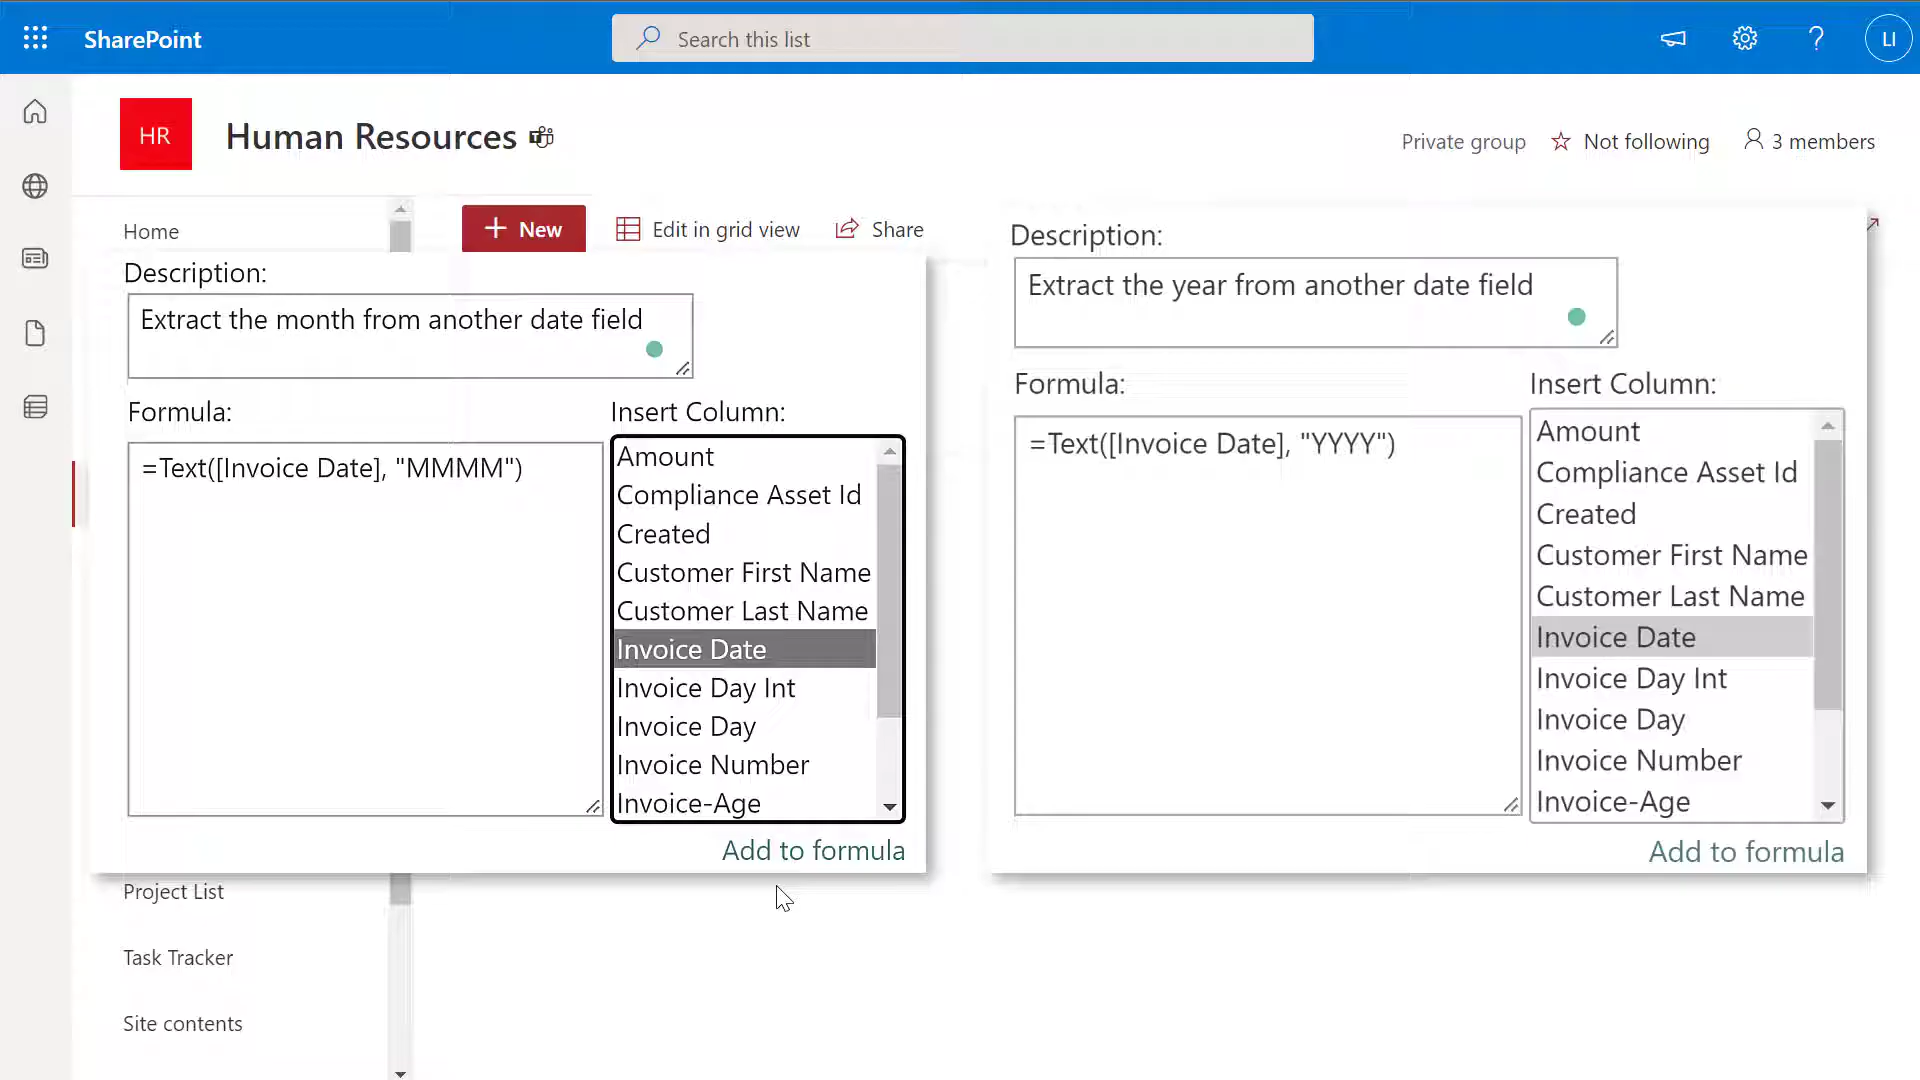 SharePoint
Search this list
LI
HR
Human Resources
Private group
Not following
3 members
Home
New
Edit in grid view
Share
Description:
Extract the month from another date field
Formula:
Insert Column:
=Text([Invoice Date], "MMMM")
Amount
Compliance Asset Id
Created
Customer First Name
Customer Last Name
Invoice Date
Invoice Day Int
Invoice Day
Invoice Number
Invoice-Age
Add to formula
Description:
Extract the year from another date field
Formula:
Insert Column:
=Text([Invoice Date], "YYYY")
Amount
Compliance Asset Id
Created
Customer First Name
Customer Last Name
Invoice Date
Invoice Day Int
Invoice Day
Invoice Number
Invoice-Age
Add to formula
Project List
Task Tracker
Site contents